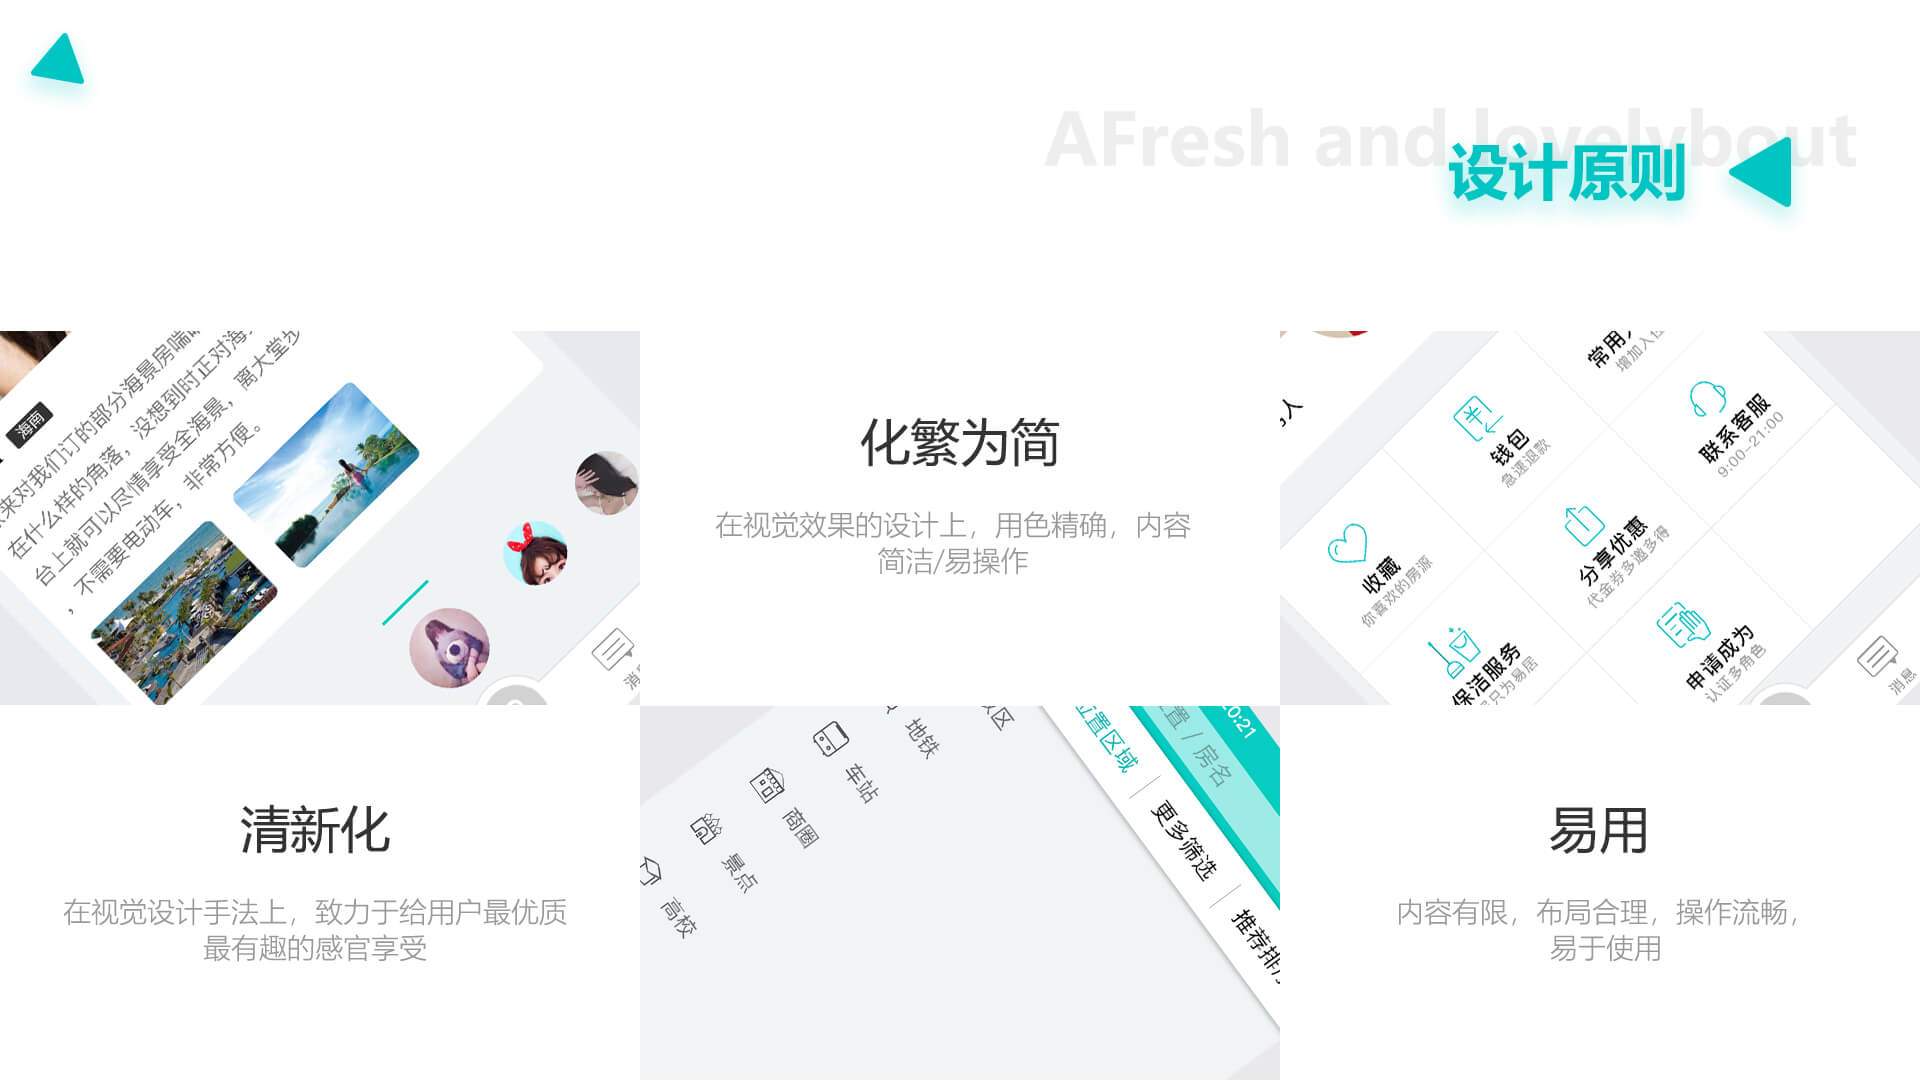 AFresh and lovelybout
设计原则
海南
来对我们订的部分海景房喘
在什么样的角落，没想到时正对海
台上就可以尽情享受全海景，离大堂步
，不需要电动车，非常方便。
化繁为简
在视觉效果的设计上，用色精确，内容
简洁/易操作
常用
增加入住
钱包
急速退款
联系客服
9:00-21:00
收藏
你喜欢的房源
分享优惠
代金券多邀多得
保洁服务
只为易居
申请成为
认证多角色
消息
清新化
在视觉设计手法上，致力于给用户最优质
最有趣的感官享受
区
地铁
车站
商圈
景点
高校
位置区域
更多筛选
推荐排序
置 / 房名
20:21
易用
内容有限，布局合理，操作流畅，
易于使用